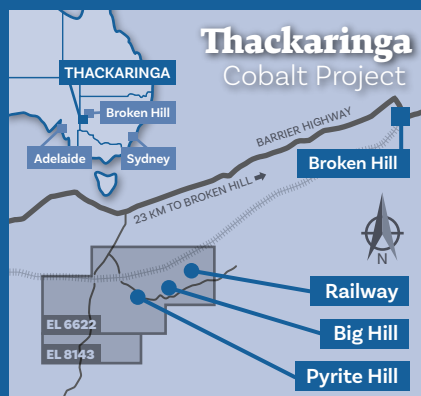 Thackaringa
Cobalt Project
THACKARINGA
Broken Hill
Adelaide
Sydney
BARRIER HIGHWAY
Broken Hill
23 KM TO BROKEN HILL
N
Railway
EL 6622
Big Hill
EL 8143
Pyrite Hill